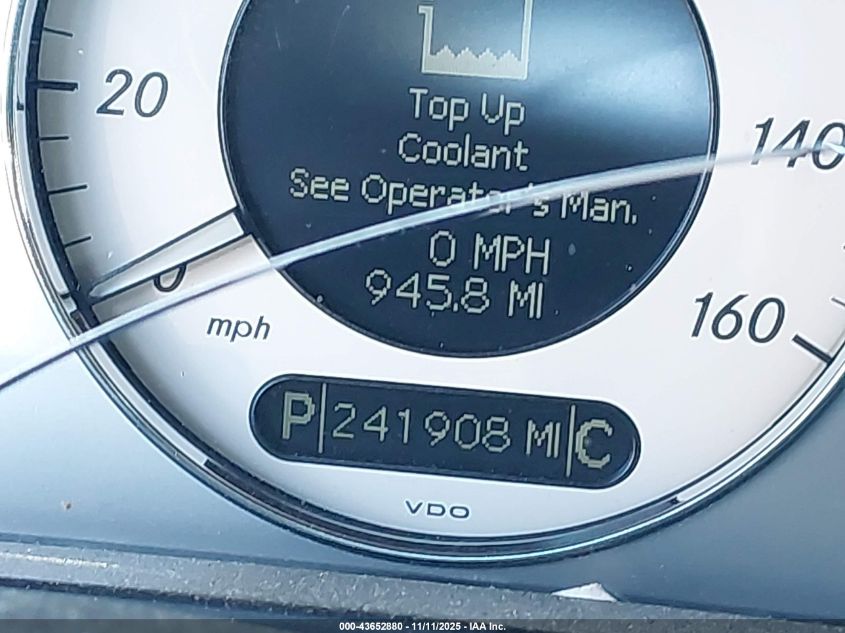 20
Top Up
Coolant
See Operator's Man.
140
0 MPH
945.8 MI
0
mph
160
P 241908 MI C
VDO
000-43652880 - 11/11/2025 - IAA Inc.